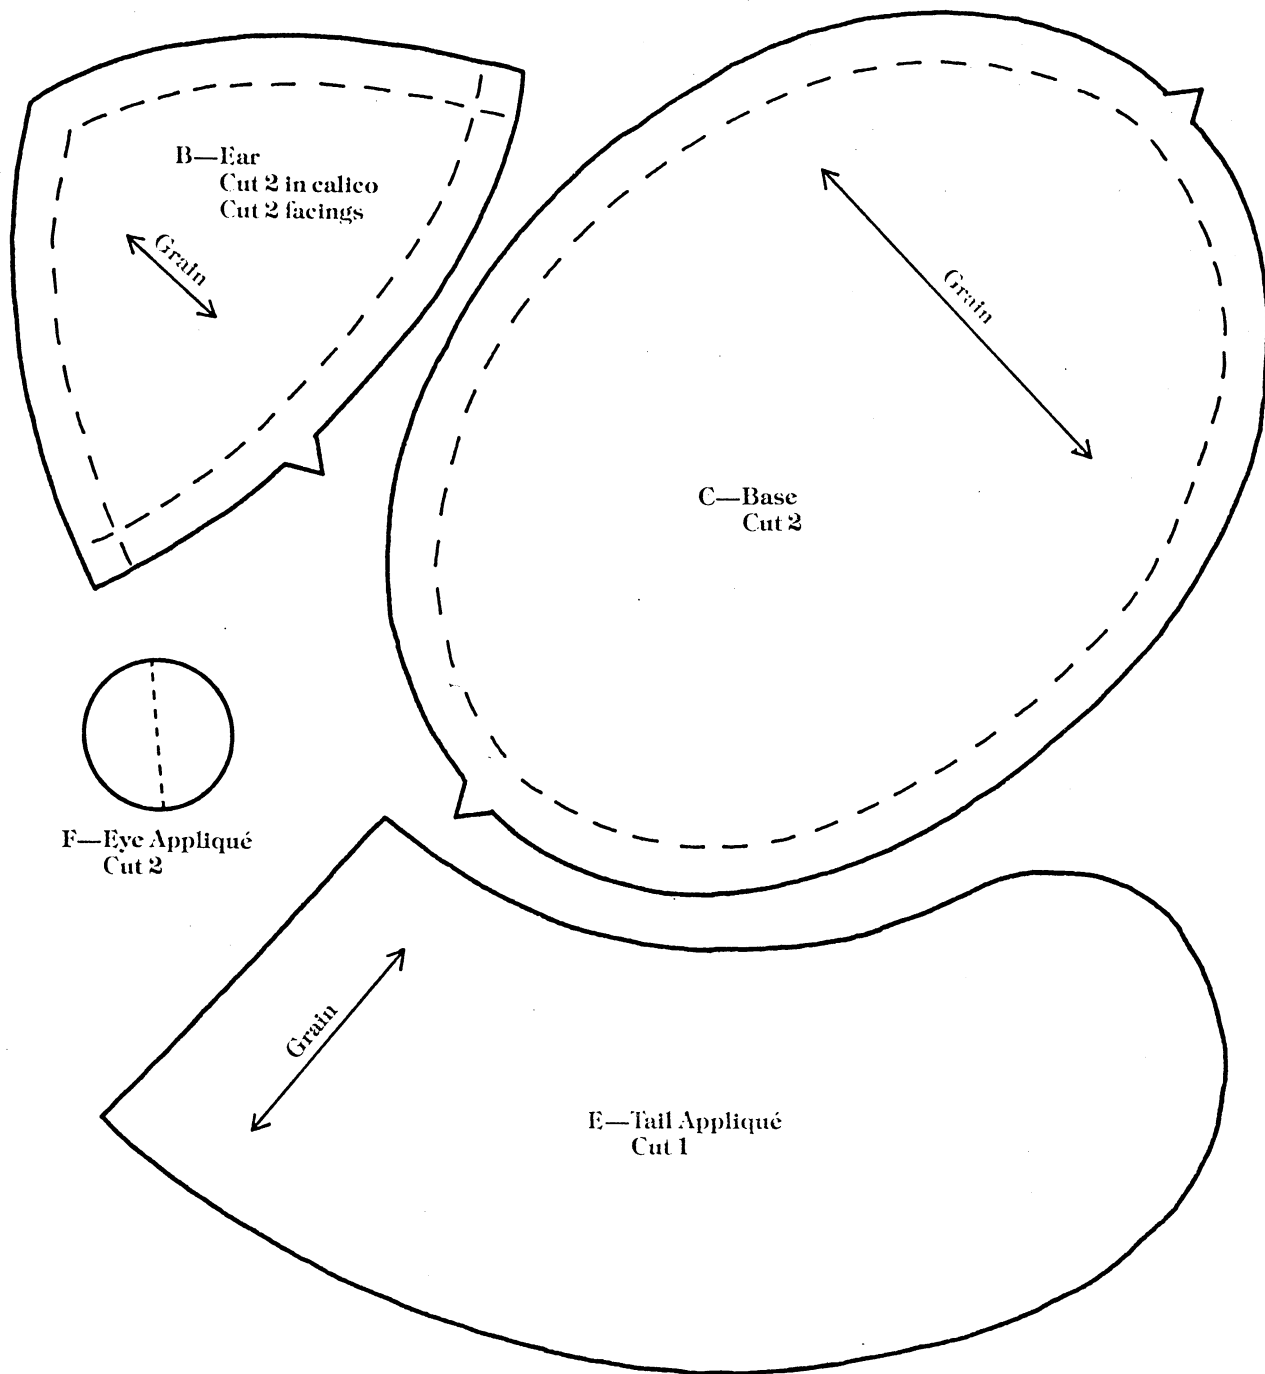 B—Ear
Cut 2 in calico
Cut 2 facings
Grain
Grain
C—Base
Cut 2
F—Eye Appliqué
Cut 2
Grain
E—Tail Appliqué
Cut 1